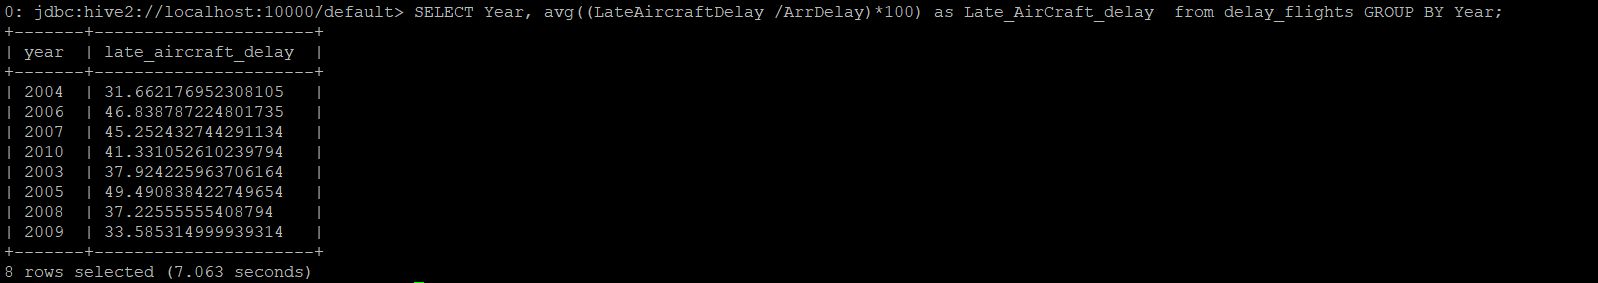 0: jdbc:hive2://localhost:10000/default> SELECT Year, avg((LateAircraftDelay /ArrDelay)*100) as Late_AirCraft_delay  from delay_flights GROUP BY Year;
+-------+----------------------+
| year  | late_aircraft_delay  |
+-------+----------------------+
| 2004  | 31.662176952308105   |
| 2006  | 46.838787224801735   |
| 2007  | 45.252432744291134   |
| 2010  | 41.331052610239794   |
| 2003  | 37.924225963706164   |
| 2005  | 49.490838422749654   |
| 2008  | 37.22555555408794    |
| 2009  | 33.585314999939314   |
+-------+----------------------+
8 rows selected (7.063 seconds)